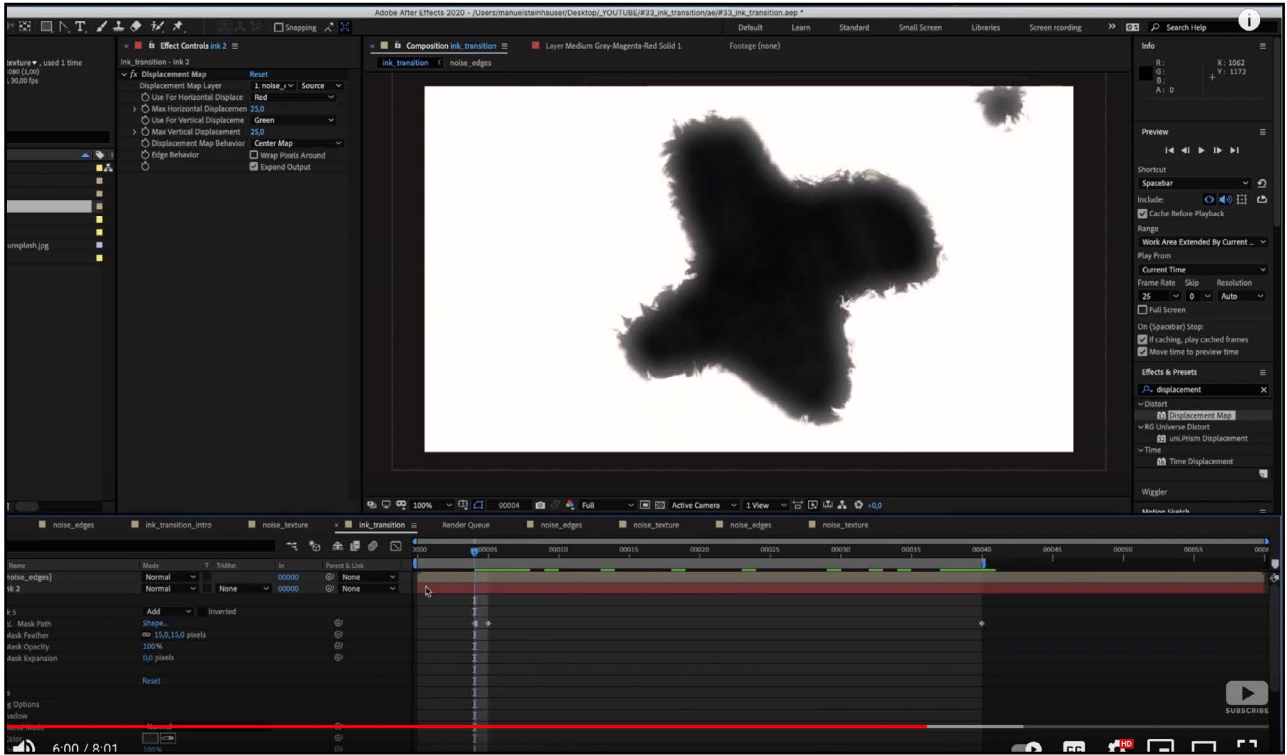 Adobe After Effects 2020 - /Users/manuelsteinhauser/Desktop/_YOUTUBE/#33_ink_transition/ae/#33_ink_transition.aep *
Snapping
Default Learn Standard Small Screen Libraries Screen rcording
Search Help
texture , used 1 time
1080 (1,00)
30,00 fps
unsplash.jpg
Effect Controls ink 2
ink_transition · ink 2
fx Displacement Map Reset
Displacement Map Layer 1. noise_ Source
Use For Horizontal Displace Red
Max Horizontal Displacemen 25,0
Use For Vertical Displaceme Green
Max Vertical Displacement 25,0
Displacement Map Behavior Center Map
Edge Behavior Wrap Pixels Around
Expand Output
Composition ink_transition
Layer Medium Gray-Magenta-Red Solid 1
Footage (none)
ink_transition noise_edges
100% 00004 Full Active Camera 1 View +0,0
Info
R: X: 1062
G: Y: 1172
B:
A: 0
Preview
Shortcut
Spacebar
Include:
Cache Before Playback
Range
Work Area Extended By Current ...
Play From
Current Time
Frame Rate Skip Resolution
25 0 Auto
Full Screen
On (Spacebar) Stop:
If caching, play cached frames
Move time to preview time
Effects & Presets
displacement
Distort
Displacement Map
RG Universe Distort
uni.Prism Displacement
Time
Time Displacement
Wiggler
Motion Sketch
noise_edges ink_transition_intro noise_texture ink_transition Render Queue noise_edges noise_texture noise_edges noise_texture
00005 00010 00015 00020 00025 00030 00035 00040 00045 00050 00055
Name Mode T TrkMat In Parent & Link
noise_edges] Normal 00000 None
Normal None 00000 None
Add Inverted
Mask Path Shape...
Mask Feather 15,0,15,0 pixels
Mask Opacity 100%
Mask Expansion 0,0 pixels
Reset
g Options
100%
6:00 / 8:01
HD
SUBSCRIBE